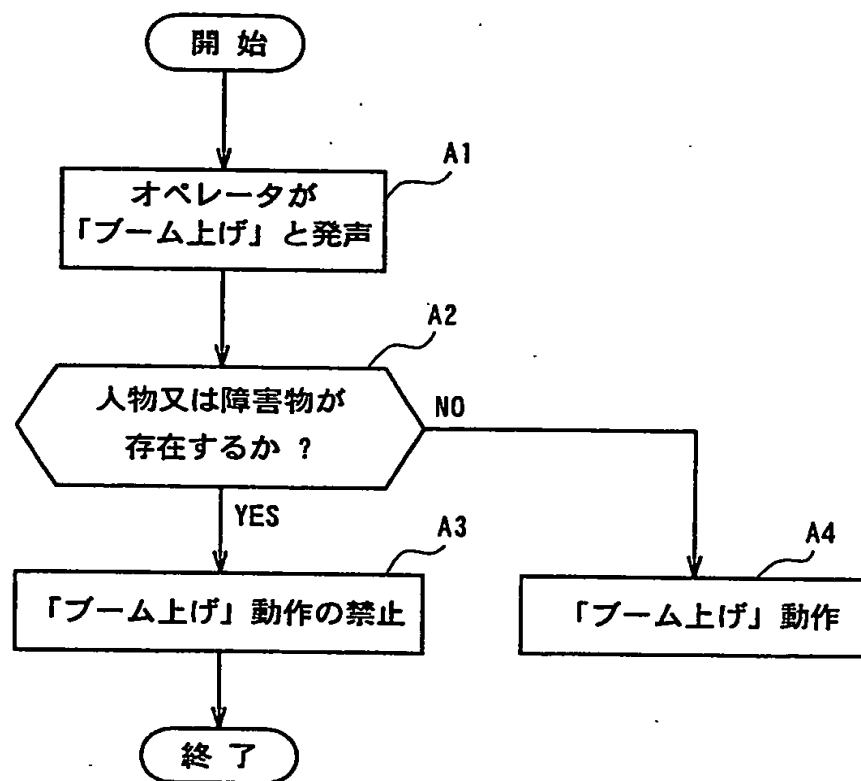 開始
A1
オペレータが
「ブーム上げ」と発声
A2
人物又は障害物が
存在するか ?
NO
YES
A3
「ブーム上げ」動作の禁止
A4
「ブーム上げ」動作
終了